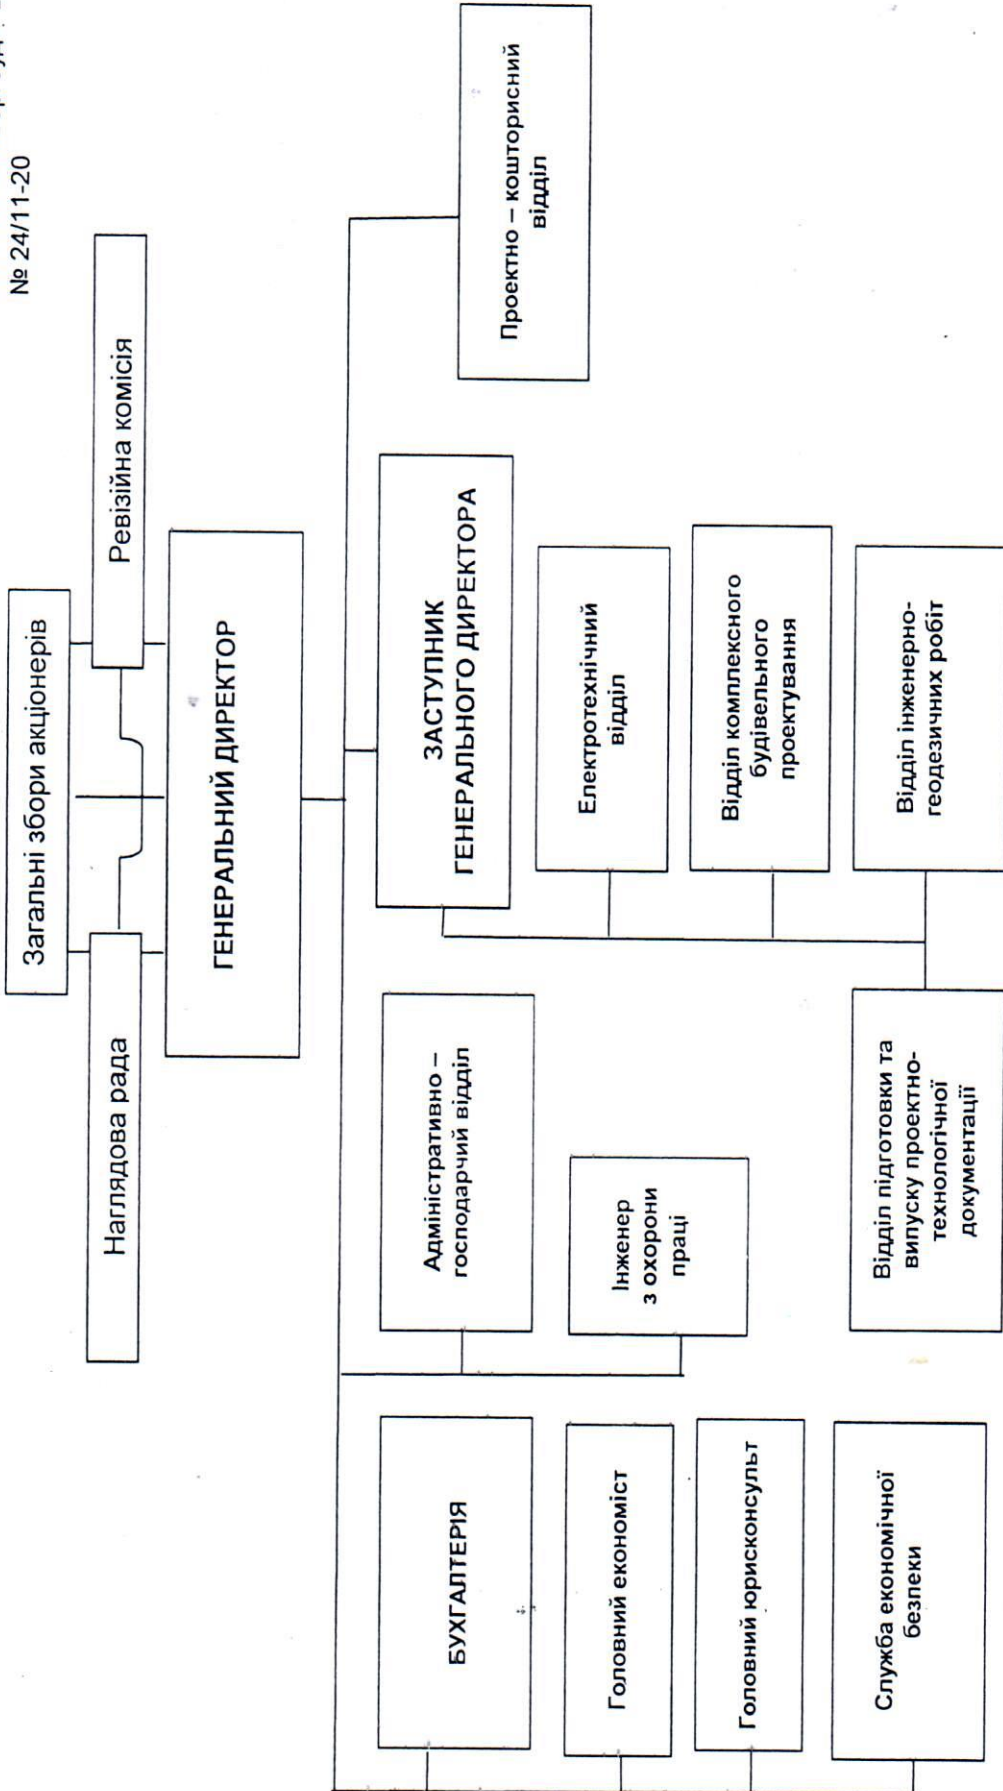 № 24/11-20
Загальні збори акціонерів
Наглядова рада
Ревізійна комісія
ГЕНЕРАЛЬНИЙ ДИРЕКТОР
БУХГАЛТЕРІЯ
Головний економіст
Головний юрисконсульт
Служба економічної
безпеки
Адміністративно –
господарчий відділ
Інженер
з охорони
праці
ЗАСТУПНИК
ГЕНЕРАЛЬНОГО ДИРЕКТОРА
Електротехнічний
відділ
Відділ комплексного
будівельного
проектування
Відділ інженерно-
геодезичних робіт
Відділ підготовки та
випуску проектно-
технологічної
документації
Проектно – кошторисний
відділ